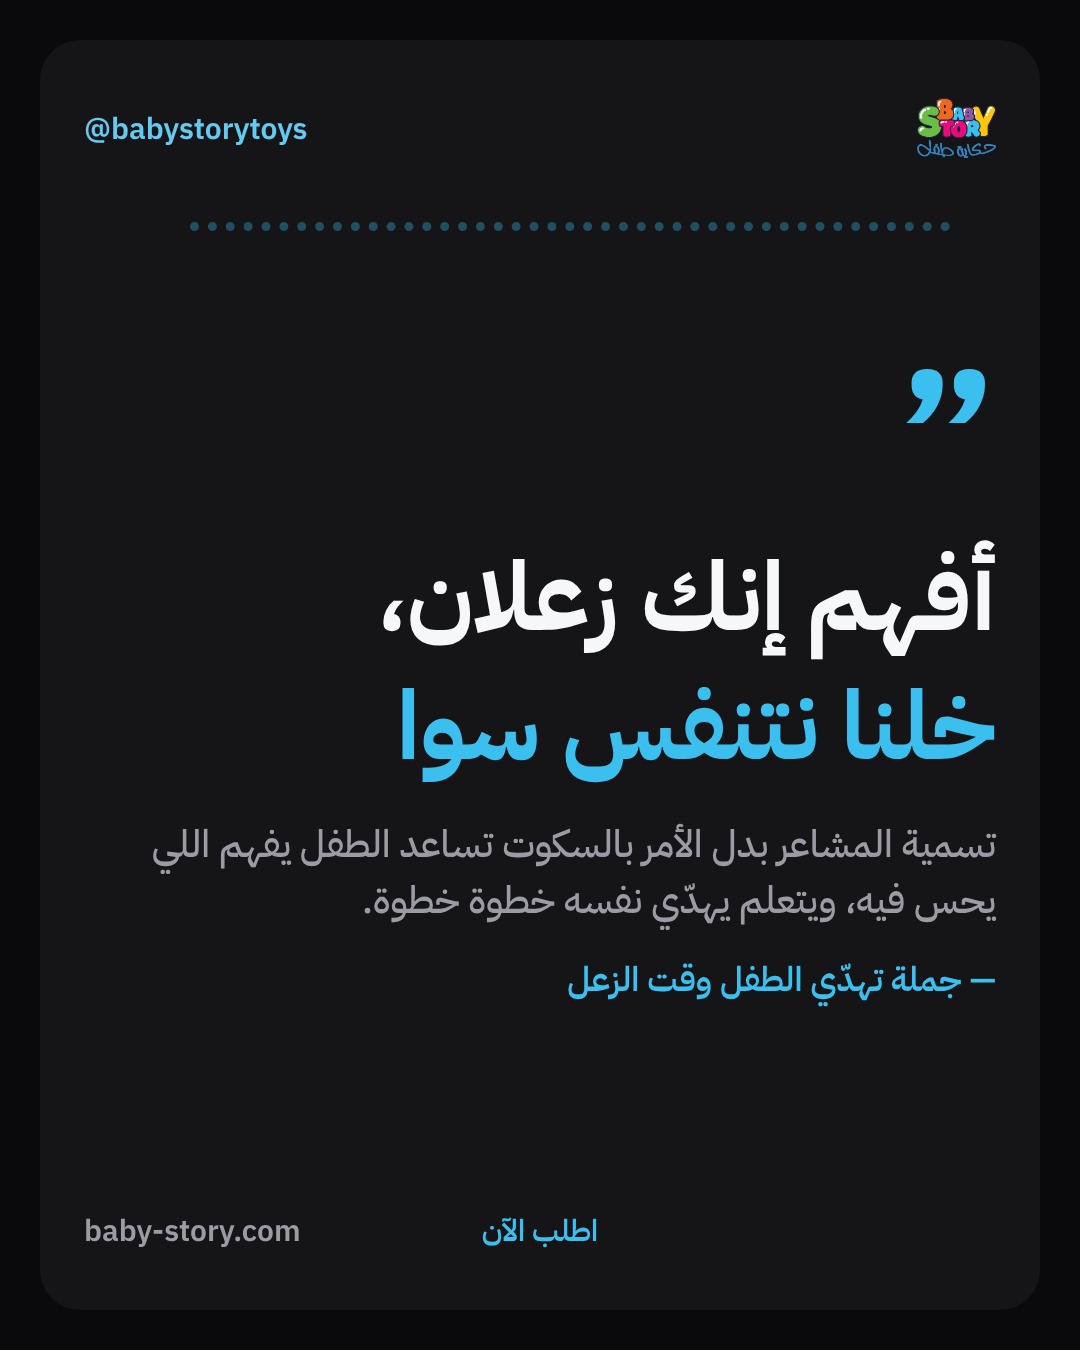 @babystorytoys
BABY STORY
حكاية طفل
”
أفهم إنك زعلان،
خلنا نتنفس سوا
تسمية المشاعر بدل الأمر بالسكوت تساعد الطفل يفهم اللي
يحس فيه، ويتعلم يهدّي نفسه خطوة خطوة.
— جملة تهدّي الطفل وقت الزعل
baby-story.com
اطلب الآن